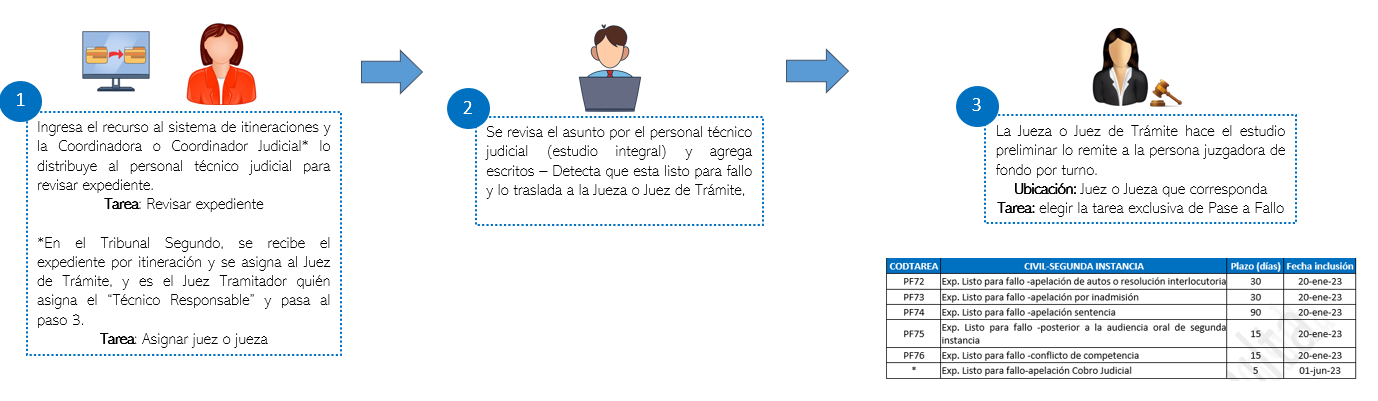 1
Ingresa el recurso al sistema de itineraciones y
la Coordinadora o Coordinador Judicial* lo
distribuye al personal técnico judicial para
revisar expediente.
Tarea: Revisar expediente
*En el Tribunal Segundo, se recibe el
expediente por itineración y se asigna al Juez
de Trámite, y es el Juez Tramitador quién
asigna el "Técnico Responsable" y pasa al
paso 3.
Tarea: Asignar juez o jueza
2
Se revisa el asunto por el personal técnico
judicial (estudio integral) y agrega
escritos – Detecta que esta listo para fallo
y lo traslada a la Jueza o Juez de Trámite,
3
La Jueza o Juez de Trámite hace el estudio
preliminar lo remite a la persona juzgadora de
fondo por turno.
Ubicación: Juez o Jueza que corresponda
Tarea: elegir la tarea exclusiva de Pase a Fallo
CODTAREA CIVIL-SEGUNDA INSTANCIA Plazo (días) Fecha inclusión
PF72 Exp. Listo para fallo -apelación de autos o resolución interlocutoria 30 20-ene-23
PF73 Exp. Listo para fallo -apelación por inadmisión 30 20-ene-23
PF74 Exp. Listo para fallo -apelación sentencia 90 20-ene-23
PF75 Exp. Listo para fallo -posterior a la audiencia oral de segunda
instancia 15 20-ene-23
PF76 Exp. Listo para fallo -conflicto de competencia 15 20-ene-23
* Exp. Listo para fallo-apelación Cobro Judicial 5 01-jun-23